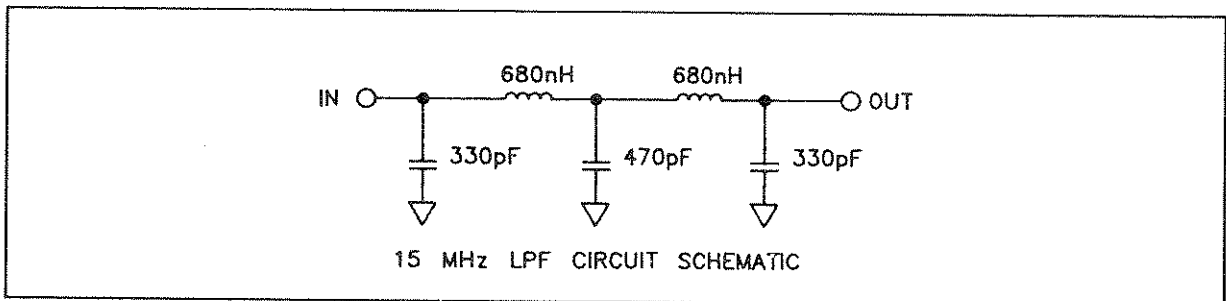 680nH 680nH
IN OUT
330pF 470pF 330pF
15 MHz LPF CIRCUIT SCHEMATIC